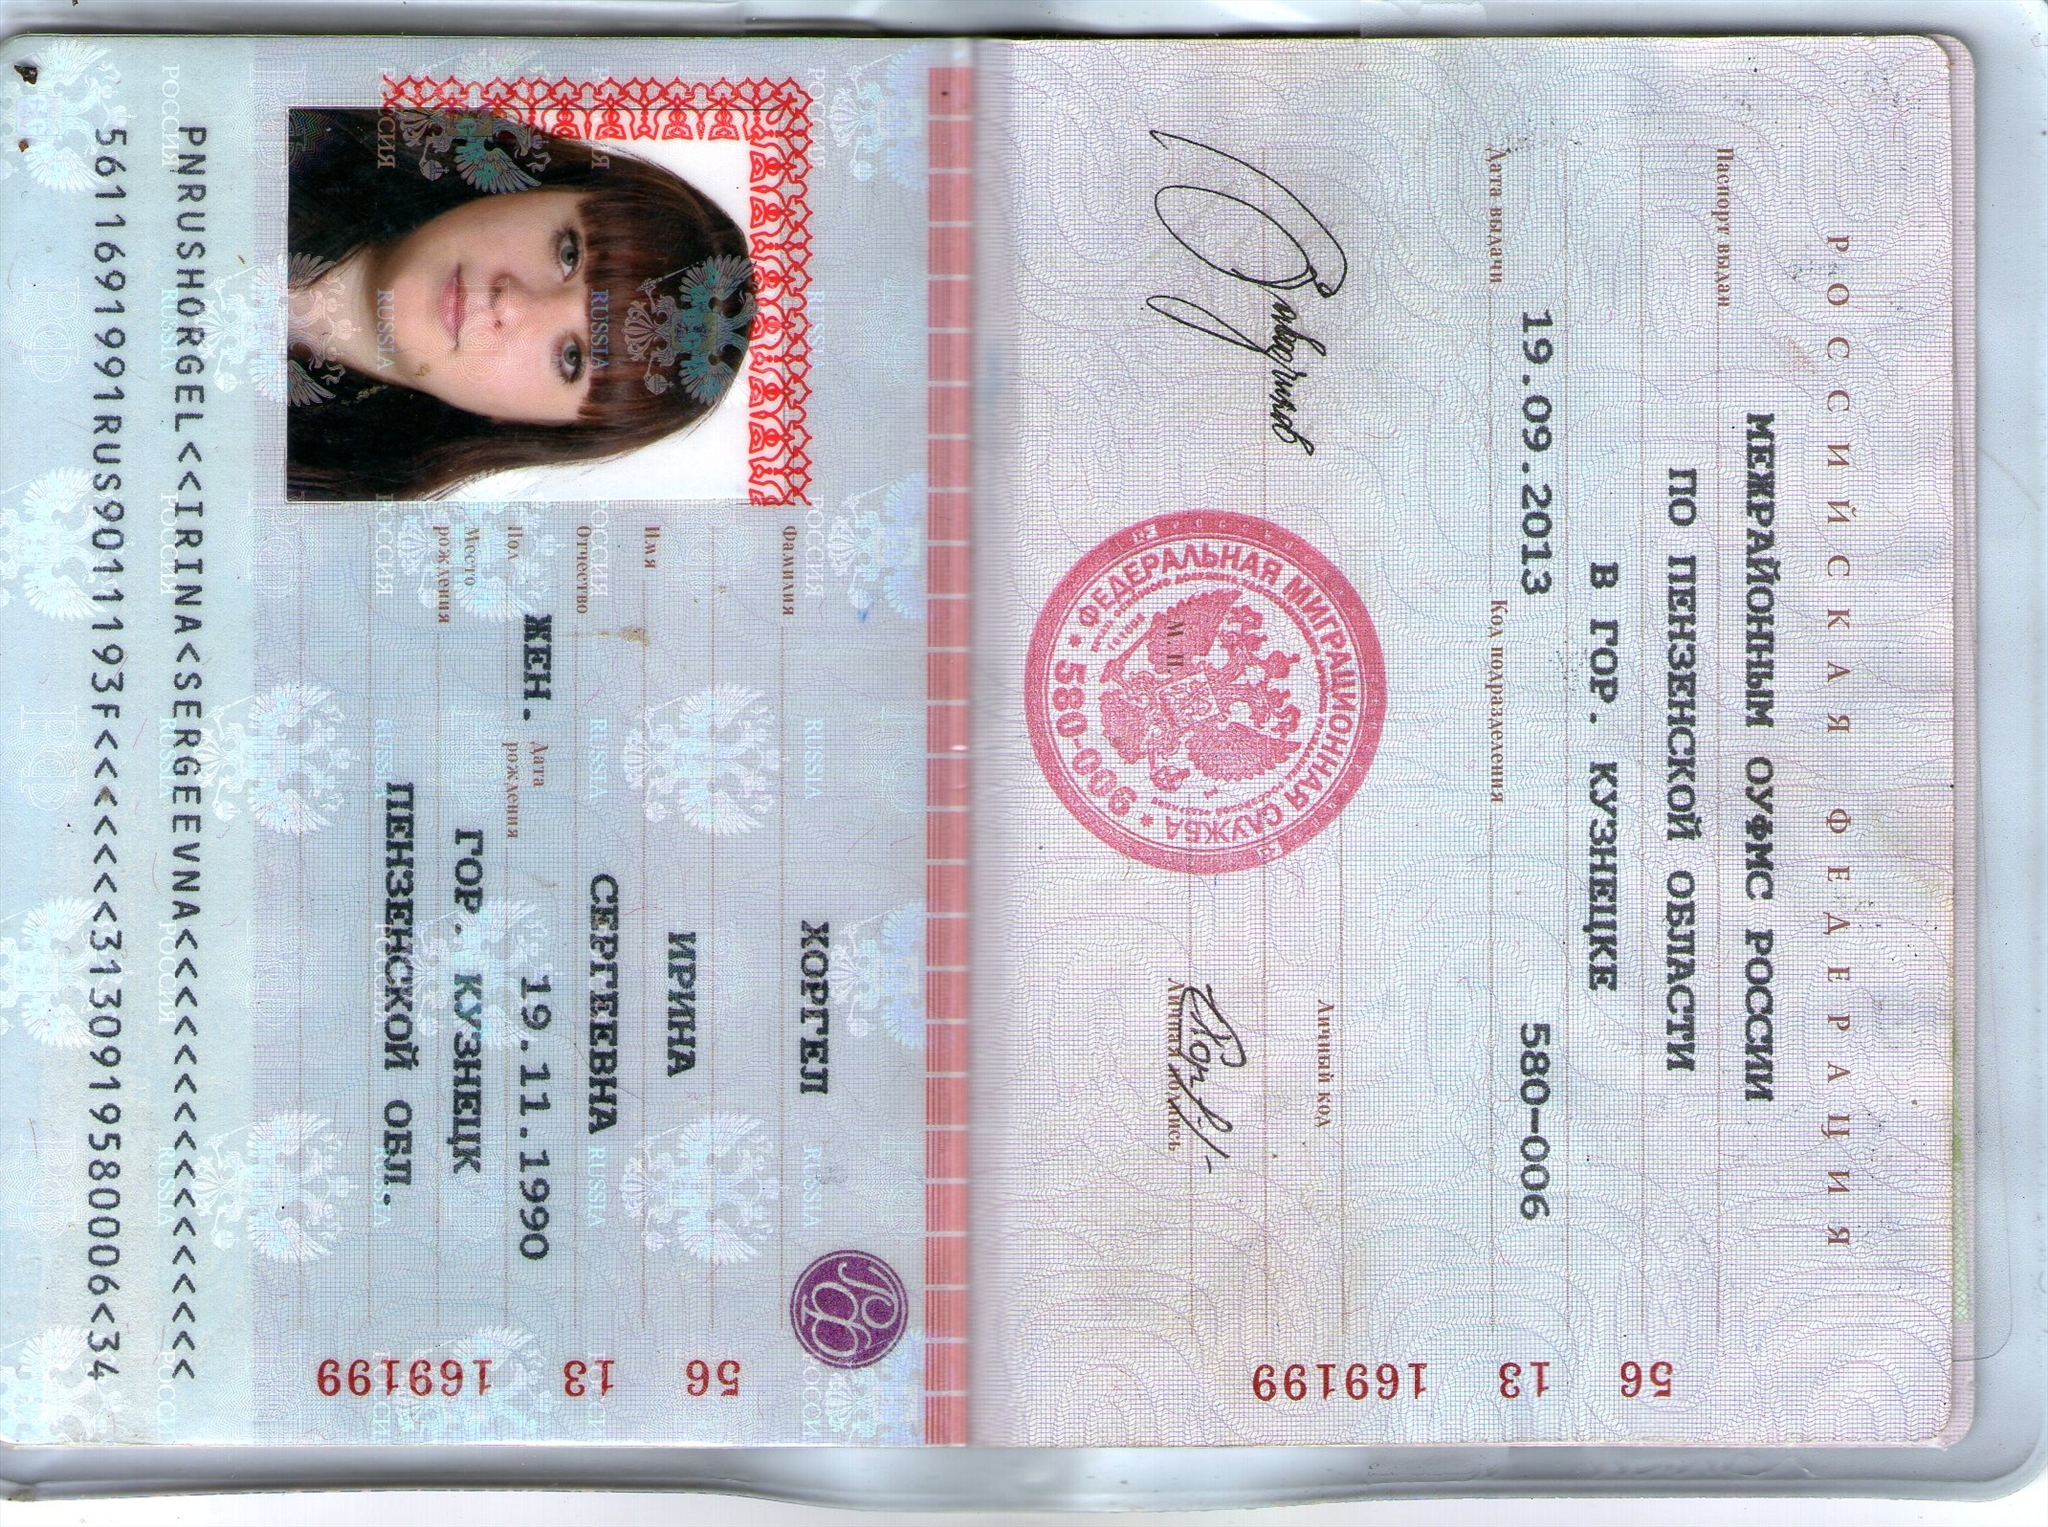 РОССИЙСКАЯ ФЕДЕРАЦИЯ
Паспорт выдан
МЕЖРАЙОННЫМ ОУФМС РОССИИ
ПО ПЕНЗЕНСКОЙ ОБЛАСТИ
В ГОР. КУЗНЕЦКЕ
Дата выдачи 19.09.2013 Код подразделения 580-006
Личный код
Личная подпись
М.П.
ФЕДЕРАЛЬНАЯ МИГРАЦИОННАЯ СЛУЖБА
580-006
56 13 169199
Фамилия ХОРГЕЛ
Имя ИРИНА
Отчество СЕРГЕЕВНА
Пол ЖЕН. Дата рождения 19.11.1990
Место рождения ГОР. КУЗНЕЦК
ПЕНЗЕНСКОЙ ОБЛ.
56 13 169199
PNRUSHORGEL<<IRINA<SERGEEVNA<<<<<<<<<<<<<<<<
5611691991RUS9011193F<<<<<<<3130919580006<34
РОССИЯ RUSSIA